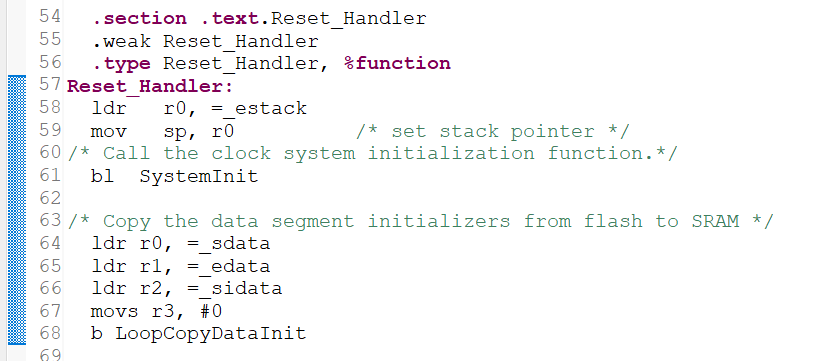 54   .section .text.Reset_Handler
55   .weak Reset_Handler
56   .type Reset_Handler, %function
57 Reset_Handler:
58   ldr   r0, =_estack
59   mov   sp, r0          /* set stack pointer */
60 /* Call the clock system initialization function.*/
61   bl  SystemInit
62
63 /* Copy the data segment initializers from flash to SRAM */
64   ldr r0, =_sdata
65   ldr r1, =_edata
66   ldr r2, =_sidata
67   movs r3, #0
68   b LoopCopyDataInit
69